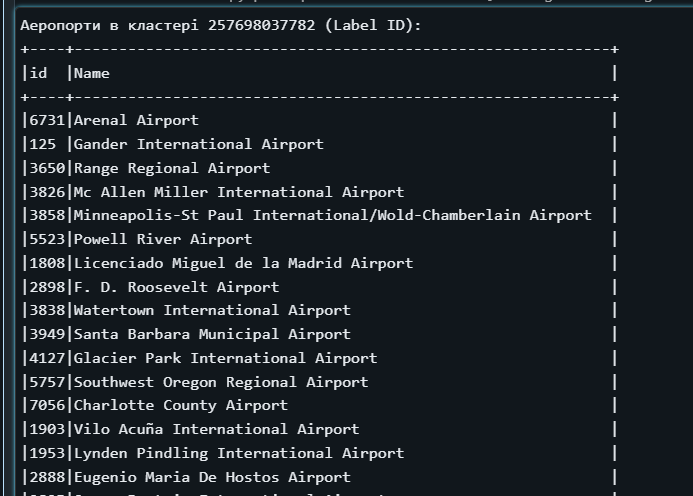 Аеропорти в кластері 257698037782 (Label ID):
+----+------------------------------------------------------------+
|id  |Name                                                        |
+----+------------------------------------------------------------+
|6731|Arenal Airport                                              |
|125 |Gander International Airport                                |
|3650|Range Regional Airport                                      |
|3826|Mc Allen Miller International Airport                       |
|3858|Minneapolis-St Paul International/Wold-Chamberlain Airport  |
|5523|Powell River Airport                                        |
|1808|Licenciado Miguel de la Madrid Airport                      |
|2898|F. D. Roosevelt Airport                                     |
|3838|Watertown International Airport                             |
|3949|Santa Barbara Municipal Airport                             |
|4127|Glacier Park International Airport                          |
|5757|Southwest Oregon Regional Airport                           |
|7056|Charlotte County Airport                                    |
|1903|Vilo Acuña International Airport                            |
|1953|Lynden Pindling International Airport                       |
|2888|Eugenio Maria De Hostos Airport                             |